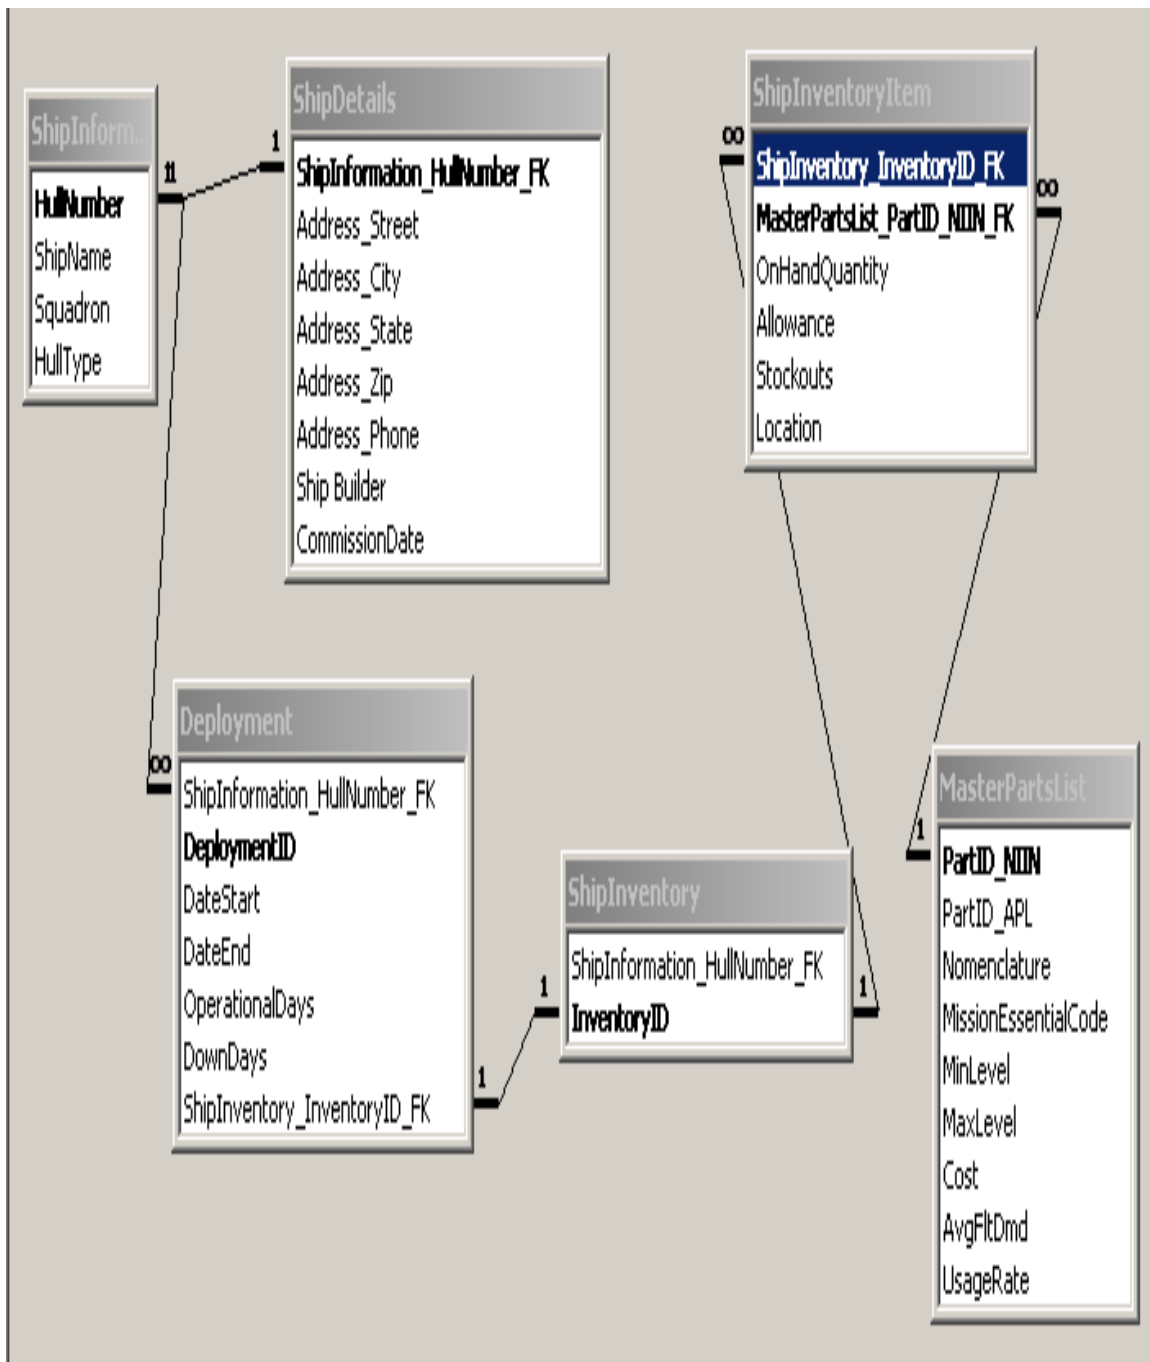 ShipInform...
HullNumber
ShipName
Squadron
HullType
11
1
ShipDetails
ShipInformation_HullNumber_FK
Address_Street
Address_City
Address_State
Address_Zip
Address_Phone
Ship Builder
CommissionDate
ShipInventoryItem
∞
ShipInventory_InventoryID_FK
∞
MasterPartsList_PartID_NIIN_FK
OnHandQuantity
Allowance
Stockouts
Location
Deployment
∞
ShipInformation_HullNumber_FK
DeploymentID
DateStart
DateEnd
OperationalDays
DownDays
ShipInventory_InventoryID_FK
1
ShipInventory
ShipInformation_HullNumber_FK
1
1
InventoryID
MasterPartsList
1
PartID_NIIN
PartID_APL
Nomenclature
MissionEssentialCode
MinLevel
MaxLevel
Cost
AvgFltDmd
UsageRate